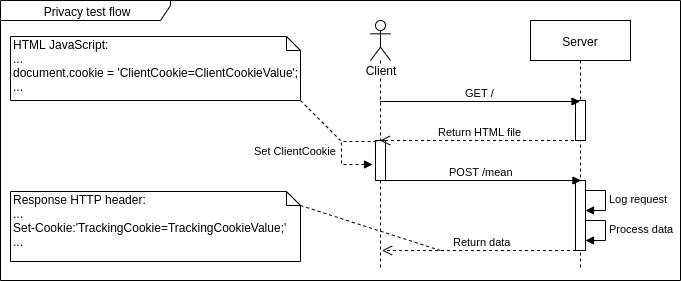 Privacy test flow
HTML JavaScript:
...
document.cookie = 'ClientCookie=ClientCookieValue';
...
Client
Server
GET /
Return HTML file
Set ClientCookie
POST /mean
Response HTTP header:
...
Set-Cookie:'TrackingCookie=TrackingCookieValue;'
...
Log request
Process data
Return data